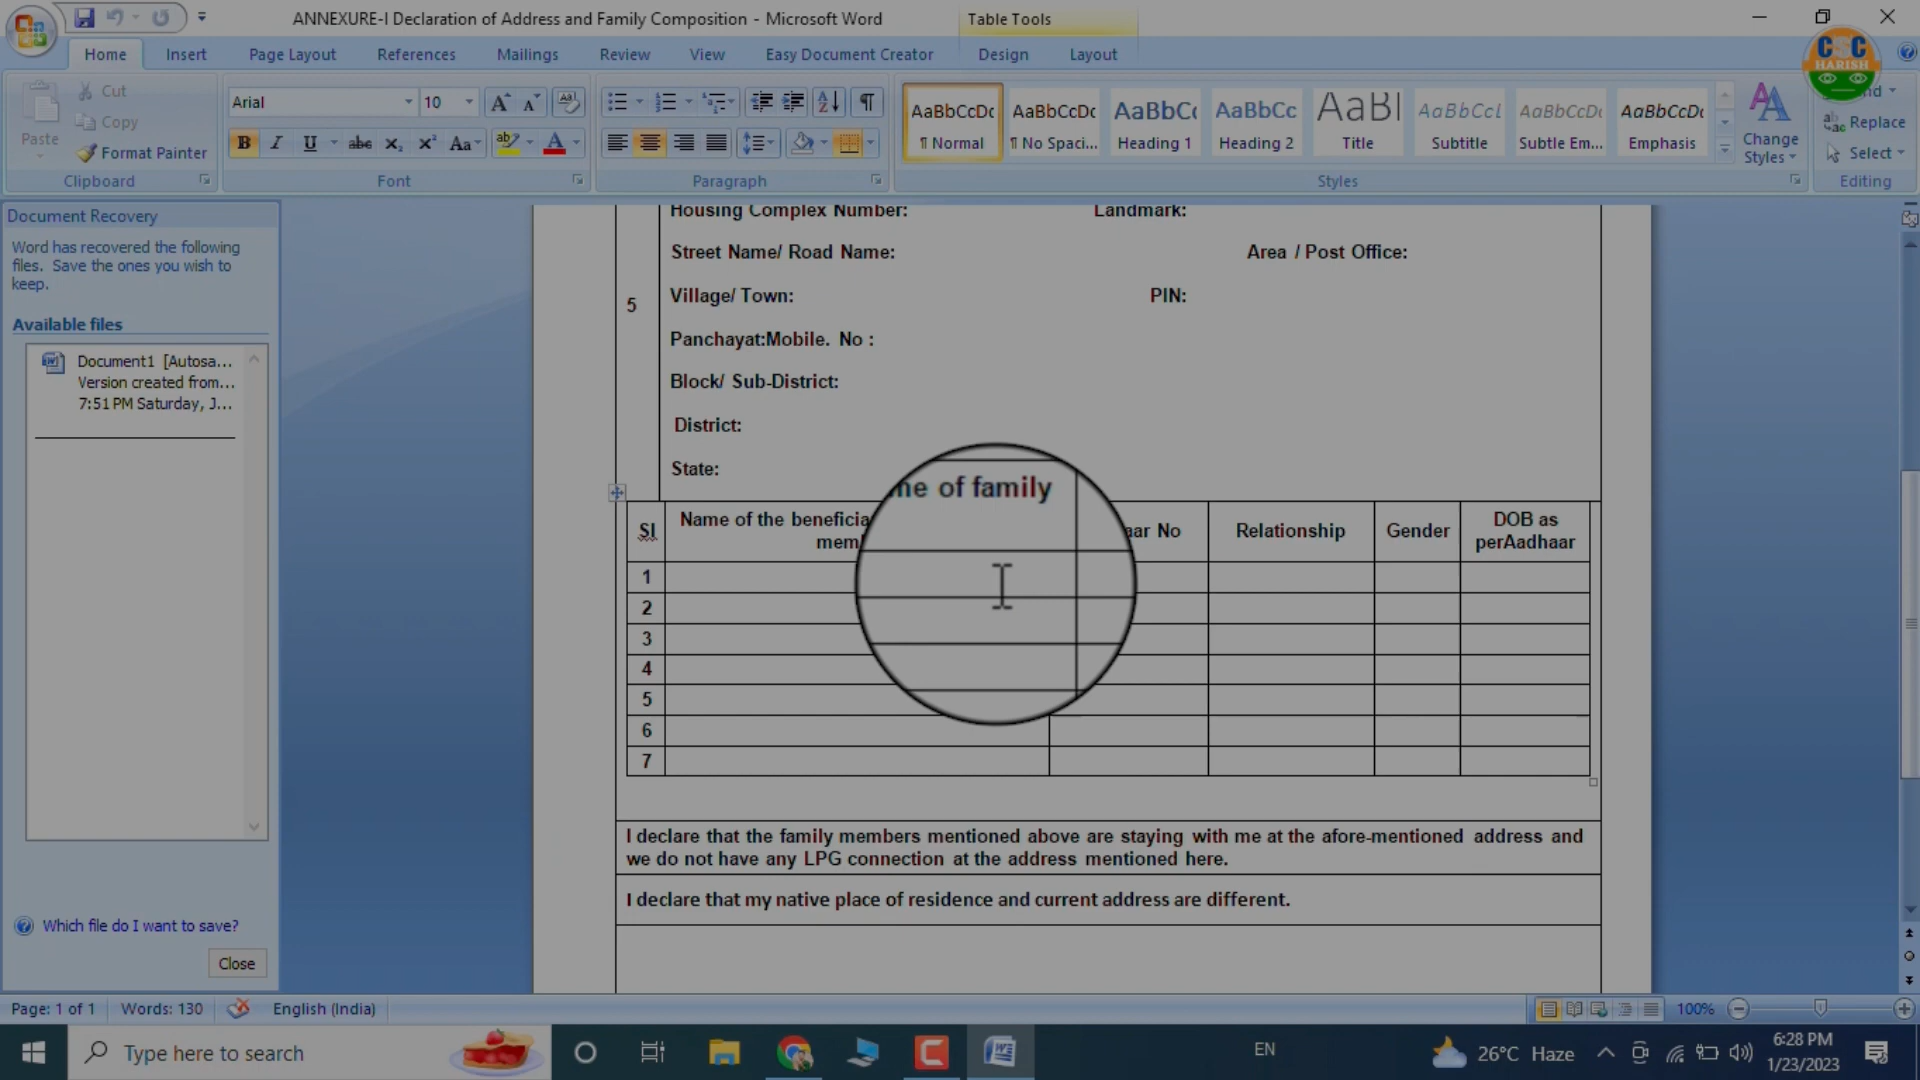 ANNEXURE-I Declaration of Address and Family Composition - Microsoft Word
Table Tools
Home Insert Page Layout References Mailings Review View Easy Document Creator Design Layout
CSC
HARISH
Paste
Cut
Copy
Format Painter
Clipboard
Arial 10
Font
Paragraph
AaBbCcDc AaBbCcDc AaBbC AaBbCc AaBl AaBbCcL AaBbCcDc AaBbCcDc
¶ Normal ¶ No Spaci... Heading 1 Heading 2 Title Subtitle Subtle Em... Emphasis
Change
Styles
Styles
Replace
Select
Editing
Document Recovery
Word has recovered the following
files. Save the ones you wish to
keep.
Available files
Document1 [Autosa...
Version created from...
7:51 PM Saturday, J...
Which file do I want to save?
Close
Housing Complex Number: Landmark:
Street Name/ Road Name: Area / Post Office:
Village/ Town: PIN:
5
Panchayat:Mobile. No :
Block/ Sub-District:
District:
State:
me of family
Sl
Name of the beneficia
mem
aar No
Relationship
Gender
DOB as
perAadhaar
1
2
3
4
5
6
7
I declare that the family members mentioned above are staying with me at the afore-mentioned address and
we do not have any LPG connection at the address mentioned here.
I declare that my native place of residence and current address are different.
Page: 1 of 1 Words: 130 English (India) 100%
Type here to search
EN
26°C Haze
6:28 PM
1/23/2023